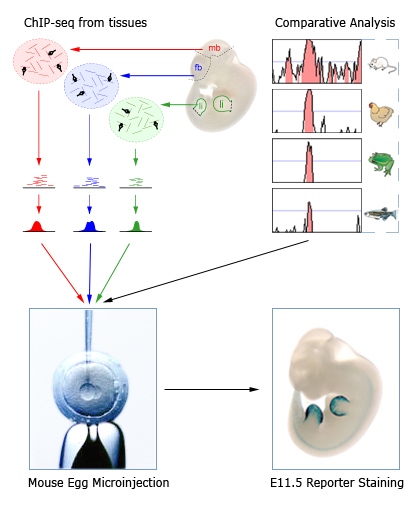 ChIP-seq from tissues
Comparative Analysis
mb
fb
li
li
Mouse Egg Microinjection
E11.5 Reporter Staining